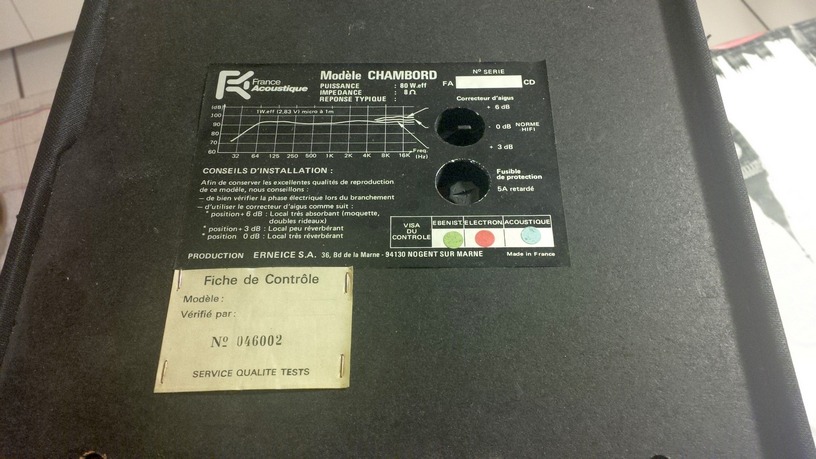 France
Acoustique
Modèle CHAMBORD
PUISSANCE : 60 W.eff
IMPEDANCE : 8 Ω
REPONSE TYPIQUE :
Nº SERIE
FA CD
(dB)
100
90
80
70
60
1W.eff (2,83 V) micro à 1m
32 64 125 250 500 1K 2K 4K 8K 16K Freq. (Hz)
Correcteur d'aigus
+ 6 dB
0 dB NORME HIFI
+ 3 dB
Fusible
de protection
5A retardé
CONSEILS D'INSTALLATION :
Afin de conserver les excellentes qualités de reproduction
de ce modèle, nous conseillons :
— de bien vérifier la phase électrique lors du branchement
— d'utiliser le correcteur d'aigus comme suit :
* position + 6 dB : Local très absorbant (moquette,
doubles rideaux)
* position + 3 dB : Local peu réverbérant
* position 0 dB : Local très réverbérant
VISA
DU
CONTROLE
EBENIST. ELECTRON. ACOUSTIQUE
PRODUCTION ERNEICE S.A. 36, Bd de la Marne - 94130 NOGENT SUR MARNE Made in France
Fiche de Contrôle
Modèle :
Vérifié par :
Nº 046002
SERVICE QUALITE TESTS